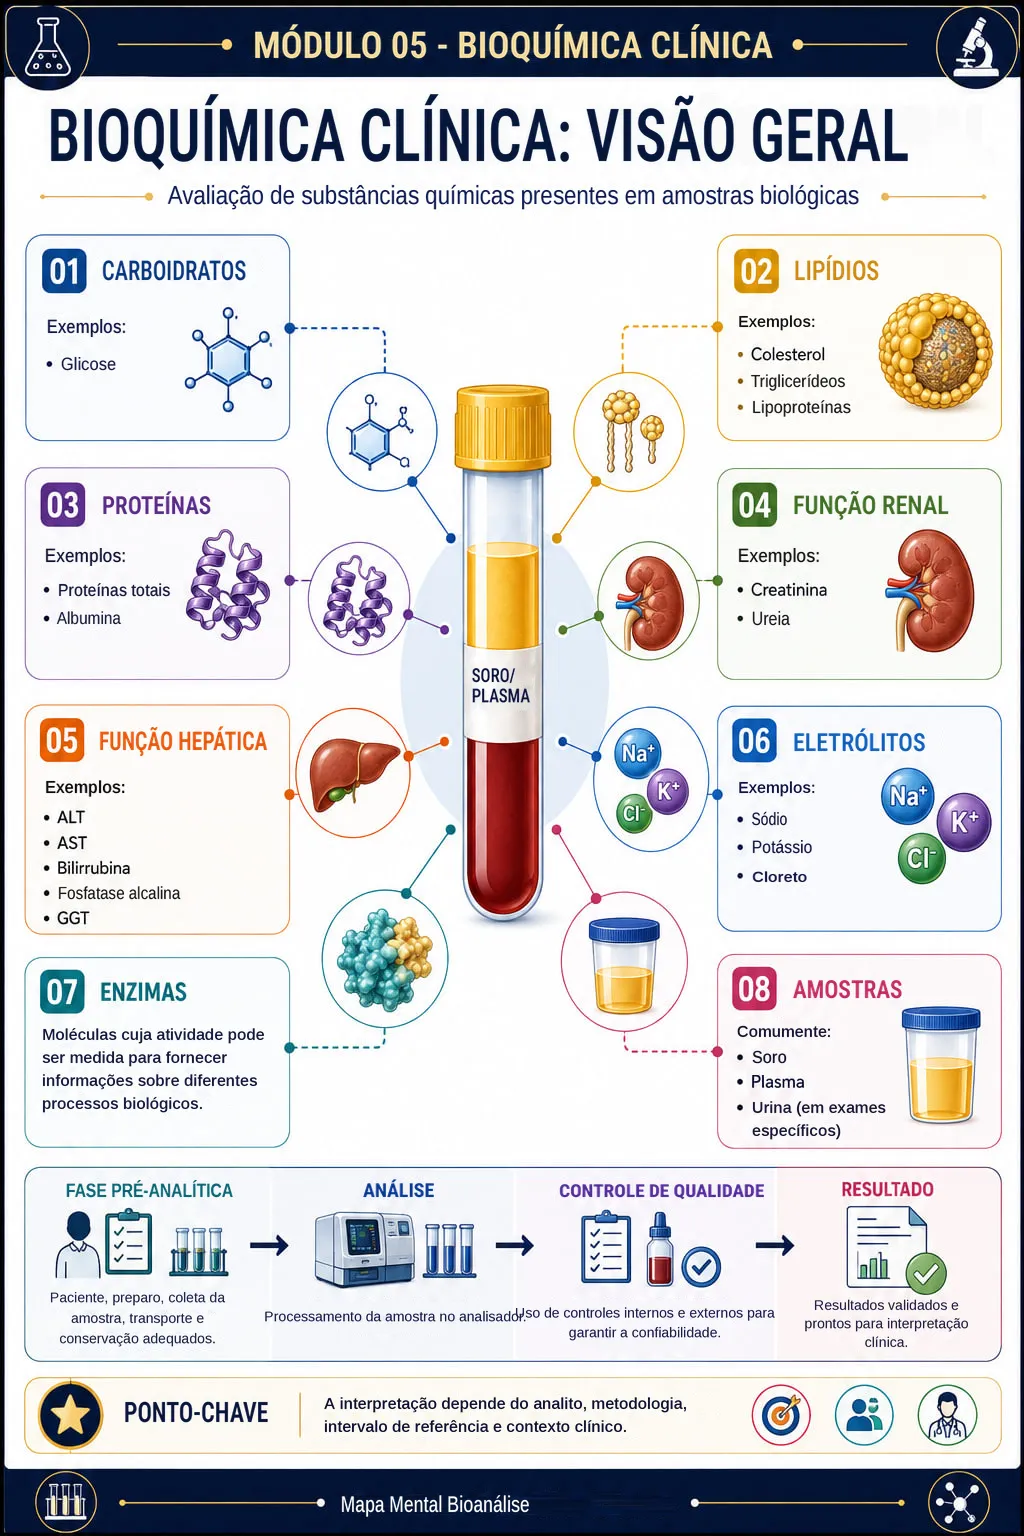 MÓDULO 05 - BIOQUÍMICA CLÍNICA
BIOQUÍMICA CLÍNICA: VISÃO GERAL
Avaliação de substâncias químicas presentes em amostras biológicas
01 CARBOIDRATOS
Exemplos:
• Glicose
02 LIPÍDIOS
Exemplos:
• Colesterol
• Triglicerídeos
• Lipoproteínas
03 PROTEÍNAS
Exemplos:
• Proteínas totais
• Albumina
04 FUNÇÃO RENAL
Exemplos:
• Creatinina
• Ureia
SORO/
PLASMA
05 FUNÇÃO HEPÁTICA
Exemplos:
• ALT
• AST
• Bilirrubina
• Fosfatase alcalina
• GGT
Na⁺
K⁺
Cl⁻
06 ELETRÓLITOS
Exemplos:
• Sódio
• Potássio
• Cloreto
Na⁺
K⁺
Cl⁻
07 ENZIMAS
Moléculas cuja atividade pode
ser medida para fornecer
informações sobre diferentes
processos biológicos.
08 AMOSTRAS
Comumente:
• Soro
• Plasma
• Urina (em exames
específicos)
FASE PRÉ-ANALÍTICA
Paciente, preparo, coleta da
amostra, transporte e
conservação adequados.
ANÁLISE
Processamento da amostra no analisador.
CONTROLE DE QUALIDADE
Uso de controles internos e externos para
garantir a confiabilidade.
RESULTADO
Resultados validados e
prontos para interpretação
clínica.
PONTO-CHAVE
A interpretação depende do analito, metodologia,
intervalo de referência e contexto clínico.
Mapa Mental Bioanálise